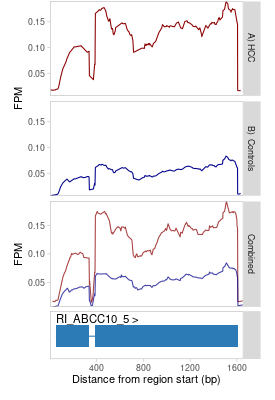 0.15
0.10
0.05
FPM
A) HCC
0.15
0.10
0.05
B) Controls
0.15
0.10
0.05
FPM
Combined
RI_ABCC10_5 >
400
800
1200
1600
Distance from region start (bp)